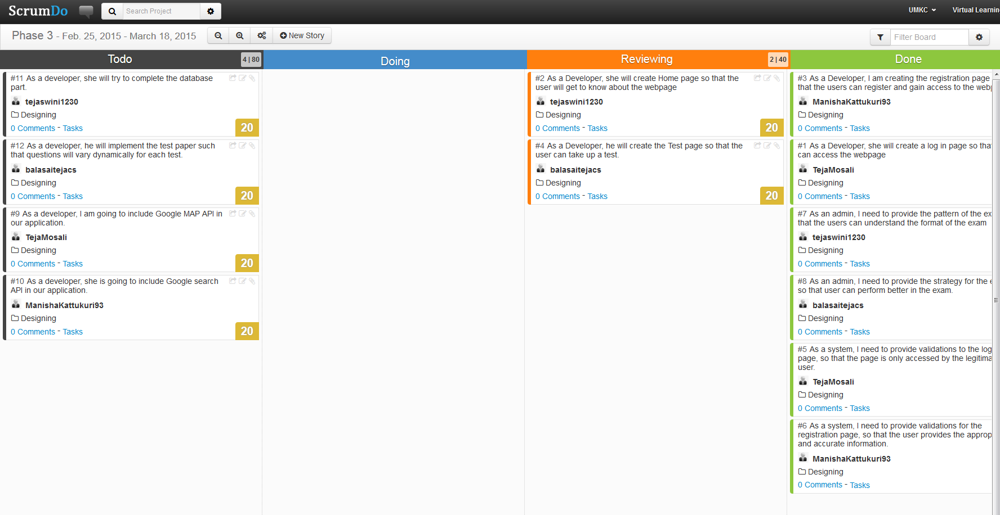 ScrumDo
Search Project
UMKC
Virtual Learnin
Phase 3 - Feb. 25, 2015 - March 18, 2015
New Story
Filter Board
Todo
4 | 80
#11 As a developer, she will try to complete the database
part.
tejaswini1230
Designing
0 Comments - Tasks
20
#12 As a developer, he will implement the test paper such
that questions will vary dynamically for each test.
balasaitejacs
Designing
0 Comments - Tasks
20
#9 As a developer, I am going to include Google MAP API in
our application.
TejaMosali
Designing
0 Comments - Tasks
20
#10 As a developer, she is going to include Google search
API in our application.
ManishaKattukuri93
Designing
0 Comments - Tasks
20
Doing
Reviewing
2 | 40
#2 As a Developer, she will create Home page so that the
user will get to know about the webpage
tejaswini1230
Designing
0 Comments - Tasks
20
#4 As a Developer, he will create the Test page so that the
user can take up a test.
balasaitejacs
Designing
0 Comments - Tasks
20
Done
#3 As a Developer, I am creating the registration page
that the users can register and gain access to the web
ManishaKattukuri93
Designing
0 Comments - Tasks
#1 As a Developer, she will create a log in page so tha
can access the webpage
TejaMosali
Designing
0 Comments - Tasks
#7 As an admin, I need to provide the pattern of the ex
that the users can understand the format of the exam
tejaswini1230
Designing
0 Comments - Tasks
#8 As an admin, I need to provide the strategy for the e
so that user can perform better in the exam.
balasaitejacs
Designing
0 Comments - Tasks
#5 As a system, I need to provide validations to the log
page, so that the page is only accessed by the legitima
user.
TejaMosali
Designing
0 Comments - Tasks
#6 As a system, I need to provide validations for the
registration page, so that the user provides the approp
and accurate information.
ManishaKattukuri93
Designing
0 Comments - Tasks